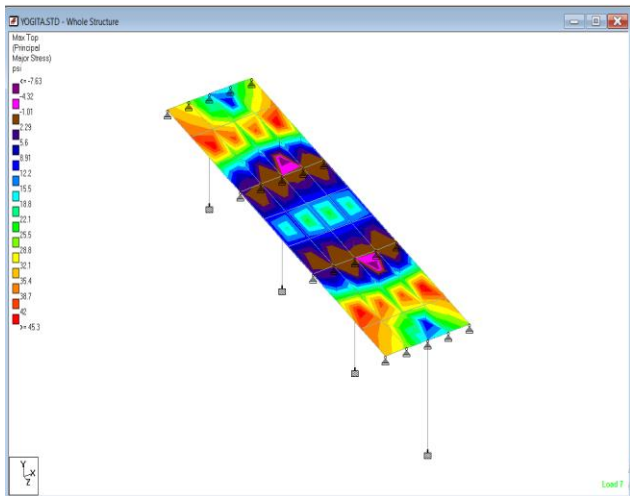 YOGITA.STD - Whole Structure
Max Top
(Principal
Major Stress)
psi
<= -7.63
-4.32
-1.01
2.29
5.6
8.91
12.2
15.5
18.8
22.1
25.5
28.8
32.1
35.4
38.7
42
>= 45.3
Y
X
Z
Load 7